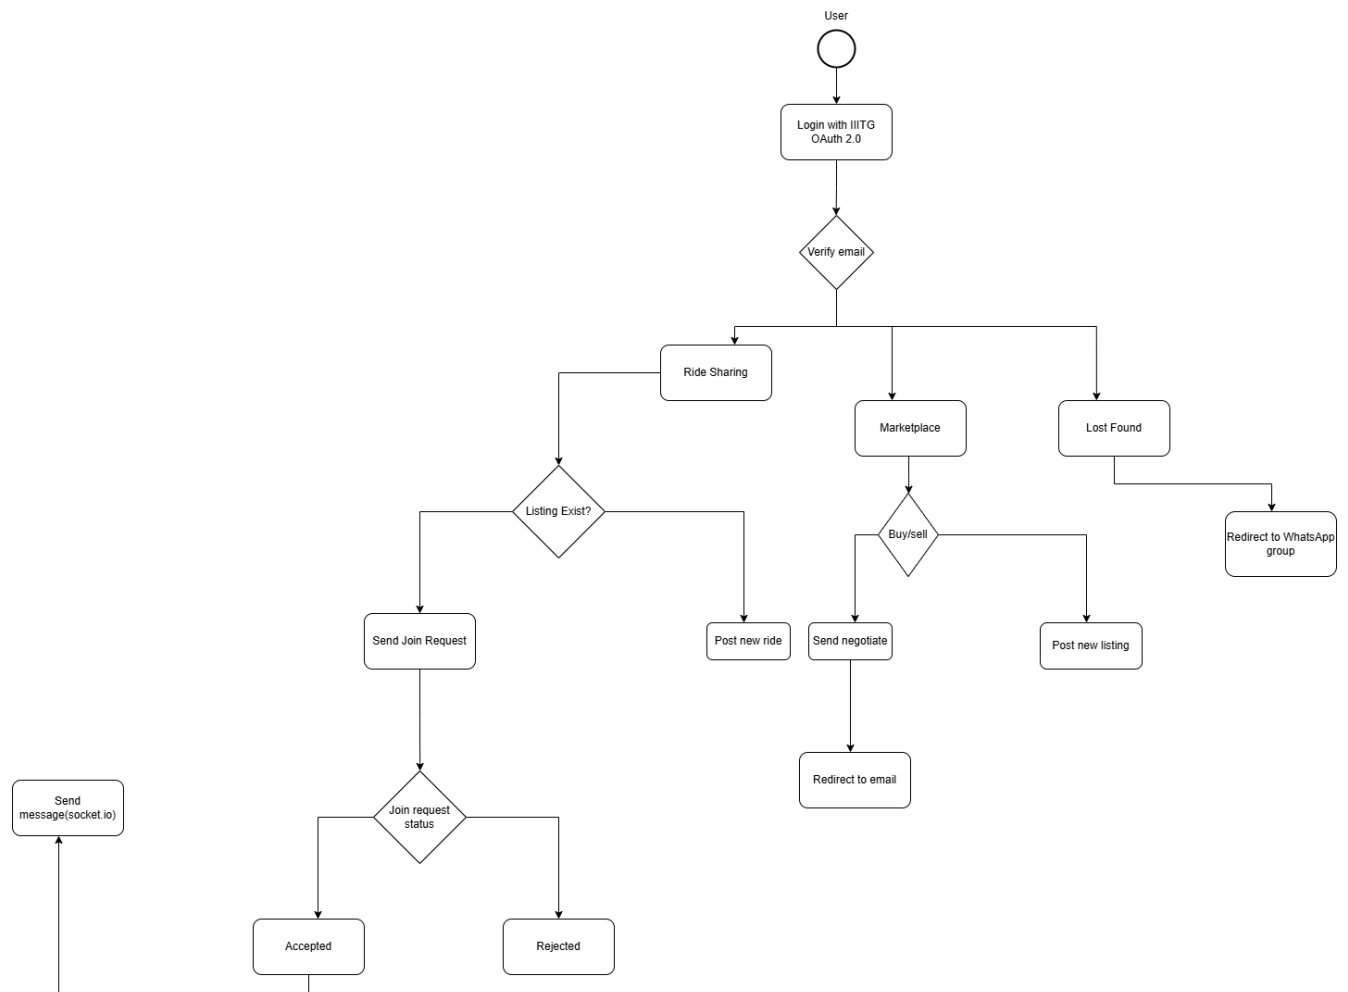 User
Login with IIITG
OAuth 2.0
Verify email
Ride Sharing
Marketplace
Lost Found
Listing Exist?
Buy/sell
Redirect to WhatsApp
group
Send Join Request
Post new ride
Send negotiate
Post new listing
Redirect to email
Send
message(socket.io)
Join request
status
Accepted
Rejected